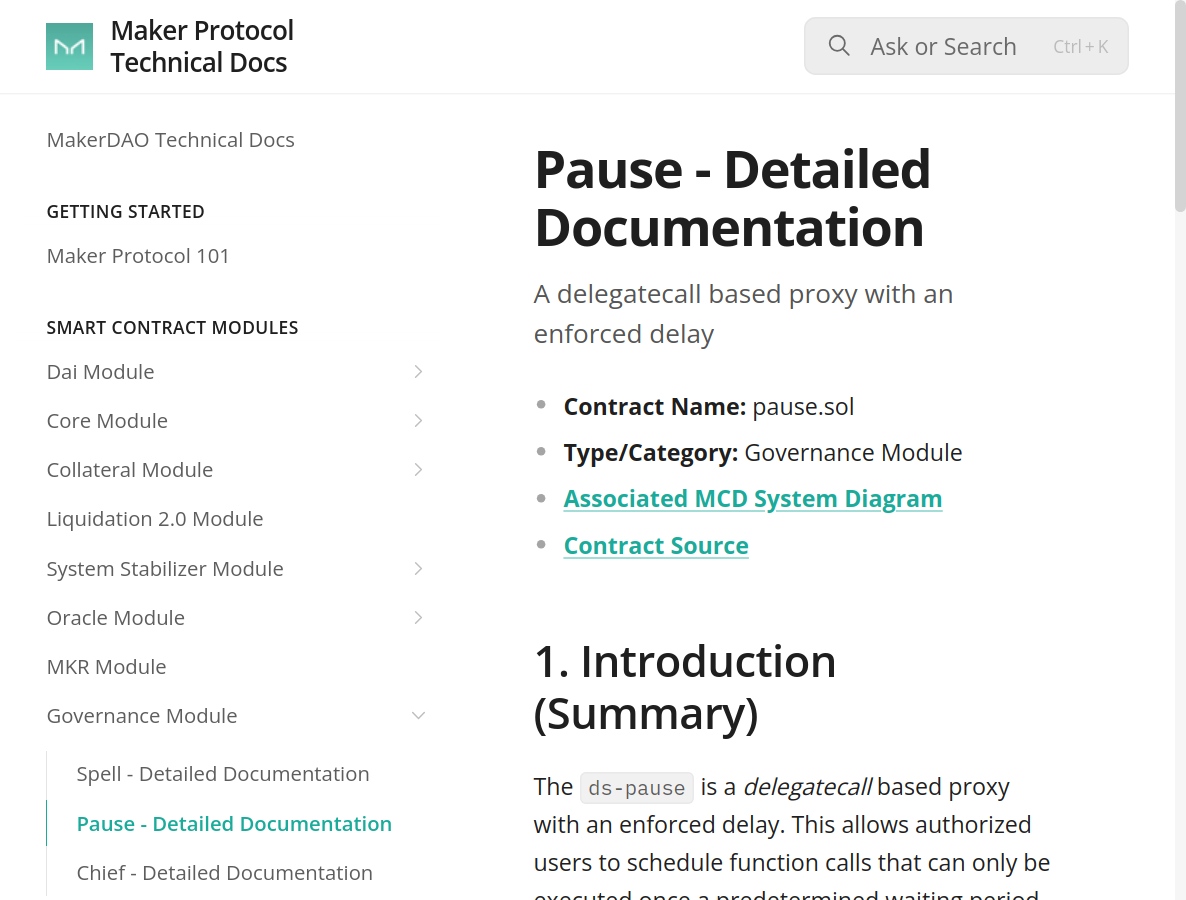 Maker Protocol
Technical Docs
Ask or Search
Ctrl + K
MakerDAO Technical Docs
GETTING STARTED
Maker Protocol 101
SMART CONTRACT MODULES
Dai Module
Core Module
Collateral Module
Liquidation 2.0 Module
System Stabilizer Module
Oracle Module
MKR Module
Governance Module
Spell - Detailed Documentation
Pause - Detailed Documentation
Chief - Detailed Documentation
Pause - Detailed
Documentation
A delegatecall based proxy with an
enforced delay
Contract Name: pause.sol
Type/Category: Governance Module
Associated MCD System Diagram
Contract Source
1. Introduction
(Summary)
The ds-pause is a delegatecall based proxy
with an enforced delay. This allows authorized
users to schedule function calls that can only be
executed once a predetermined waiting period